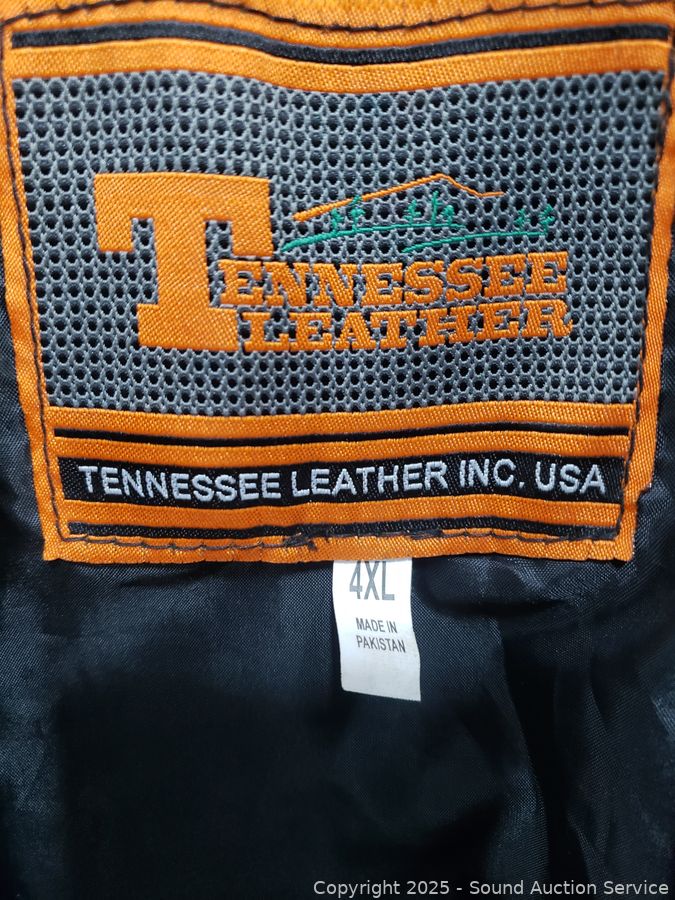 TENNESSEE
LEATHER
TENNESSEE LEATHER INC. USA
4XL
MADE IN
PAKISTAN
Copyright 2025 - Sound Auction Service